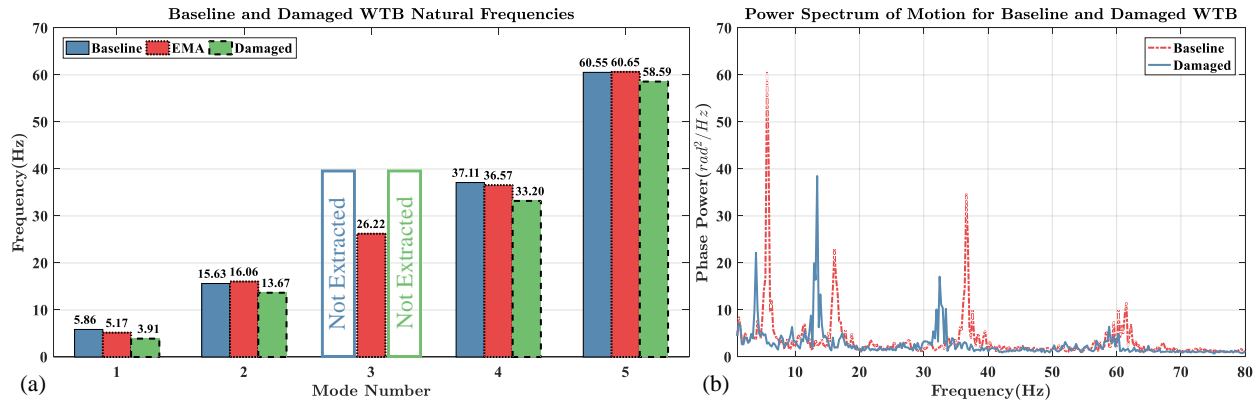 Baseline and Damaged WTB Natural Frequencies
Baseline EMA Damaged
Frequency(Hz)
70
60
50
40
30
20
10
0
5.86 5.17 3.91
15.63 16.06 13.67
Not Extracted
26.22
Not Extracted
37.11 36.57 33.20
60.55 60.65 58.59
1 2 3 4 5
Mode Number
(a)
Power Spectrum of Motion for Baseline and Damaged WTB
Baseline
Damaged
Phase Power(rad²/Hz)
70
60
50
40
30
20
10
0
10 20 30 40 50 60 70 80
Frequency(Hz)
(b)